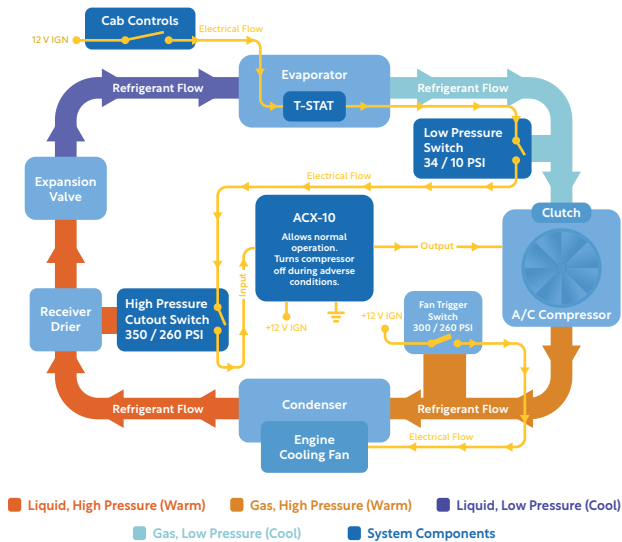 Cab Controls
12 V IGN
Electrical Flow
Refrigerant Flow
Evaporator
T-STAT
Refrigerant Flow
Low Pressure
Switch
34 / 10 PSI
Expansion
Valve
Electrical Flow
ACX-10
Allows normal
operation.
Turns compressor
off during adverse
conditions.
Clutch
Output
Input
A/C Compressor
Receiver
Drier
High Pressure
Cutout Switch
350 / 260 PSI
+12 V IGN
+12 V IGN
Fan Trigger
Switch
300 / 260 PSI
Refrigerant Flow
Condenser
Refrigerant Flow
Engine
Cooling Fan
Electrical Flow
Liquid, High Pressure (Warm)
Gas, High Pressure (Warm)
Liquid, Low Pressure (Cool)
Gas, Low Pressure (Cool)
System Components